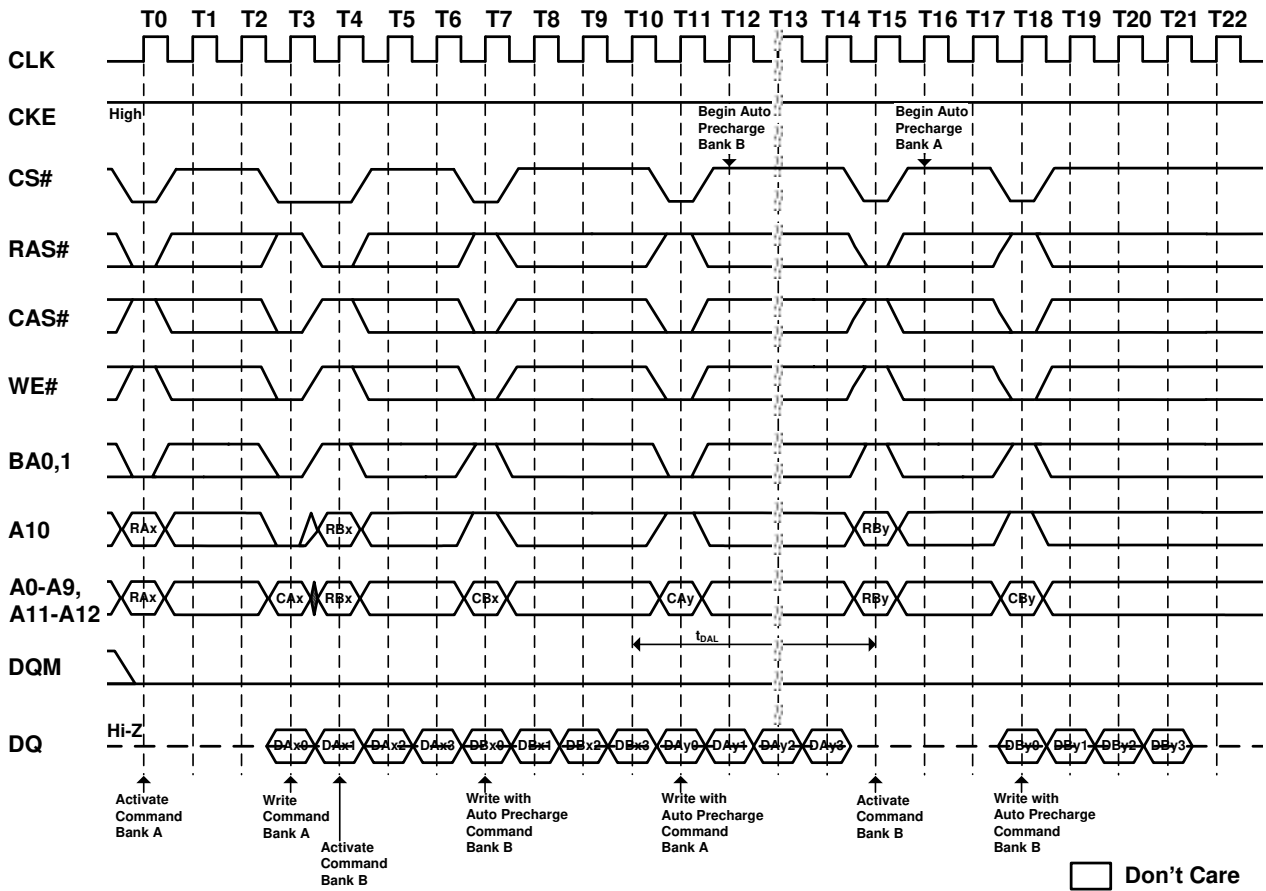 T0 T1 T2 T3 T4 T5 T6 T7 T8 T9 T10 T11 T12 T13 T14 T15 T16 T17 T18 T19 T20 T21 T22
CLK
CKE
High
Begin Auto
Precharge
Bank B
Begin Auto
Precharge
Bank A
CS#
RAS#
CAS#
WE#
BA0,1
A10
RAx RBx RBy
A0-A9,
A11-A12
RAx CAx RBx CBx CAy RBy CBy
tDAL
DQM
DQ
Hi-Z
DAx0 DAx1 DAx2 DAx3 DBx0 DBx1 DBx2 DBx3 DAy0 DAy1 DAy2 DAy3 DBy0 DBy1 DBy2 DBy3
Activate
Command
Bank A
Write
Command
Bank A
Activate
Command
Bank B
Write with
Auto Precharge
Command
Bank B
Write with
Auto Precharge
Command
Bank A
Activate
Command
Bank B
Write with
Auto Precharge
Command
Bank B
Don't Care